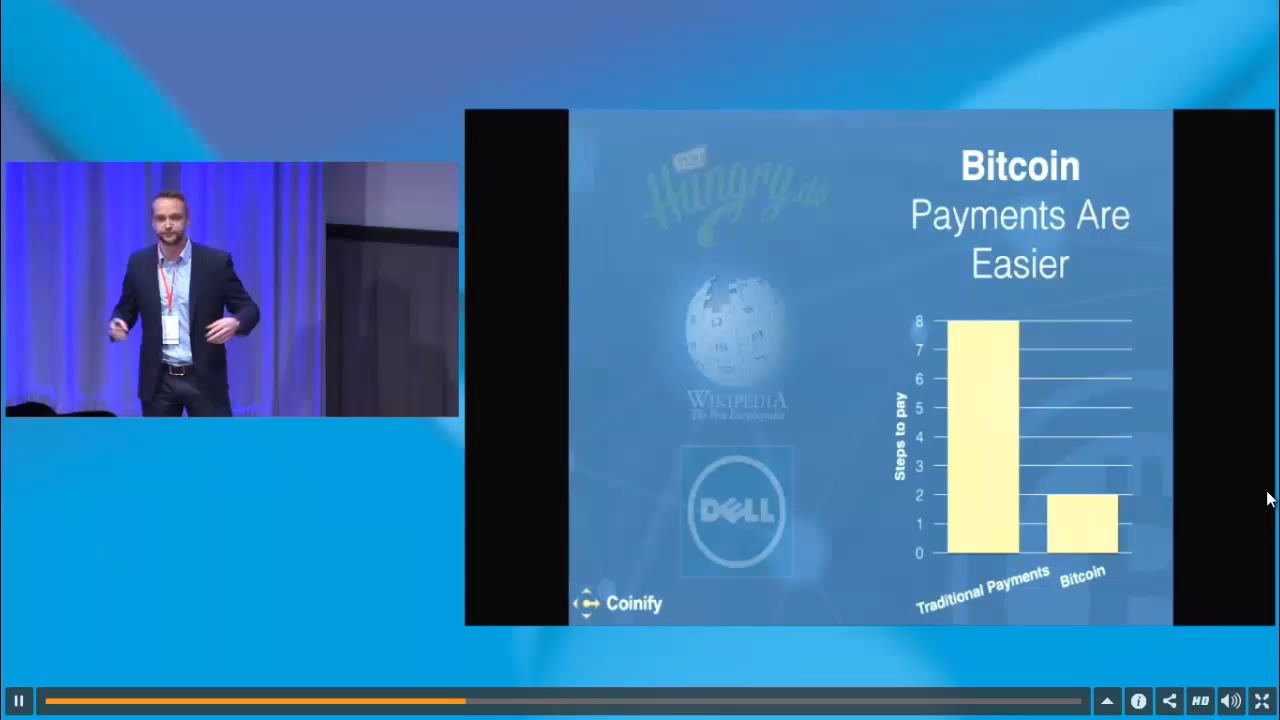 Hungry.dk
WIKIPEDIA
The Free Encyclopedia
DELL
Coinify
Bitcoin
Payments Are
Easier
Steps to pay
8
7
6
5
4
3
2
1
0
Traditional Payments
Bitcoin
HD